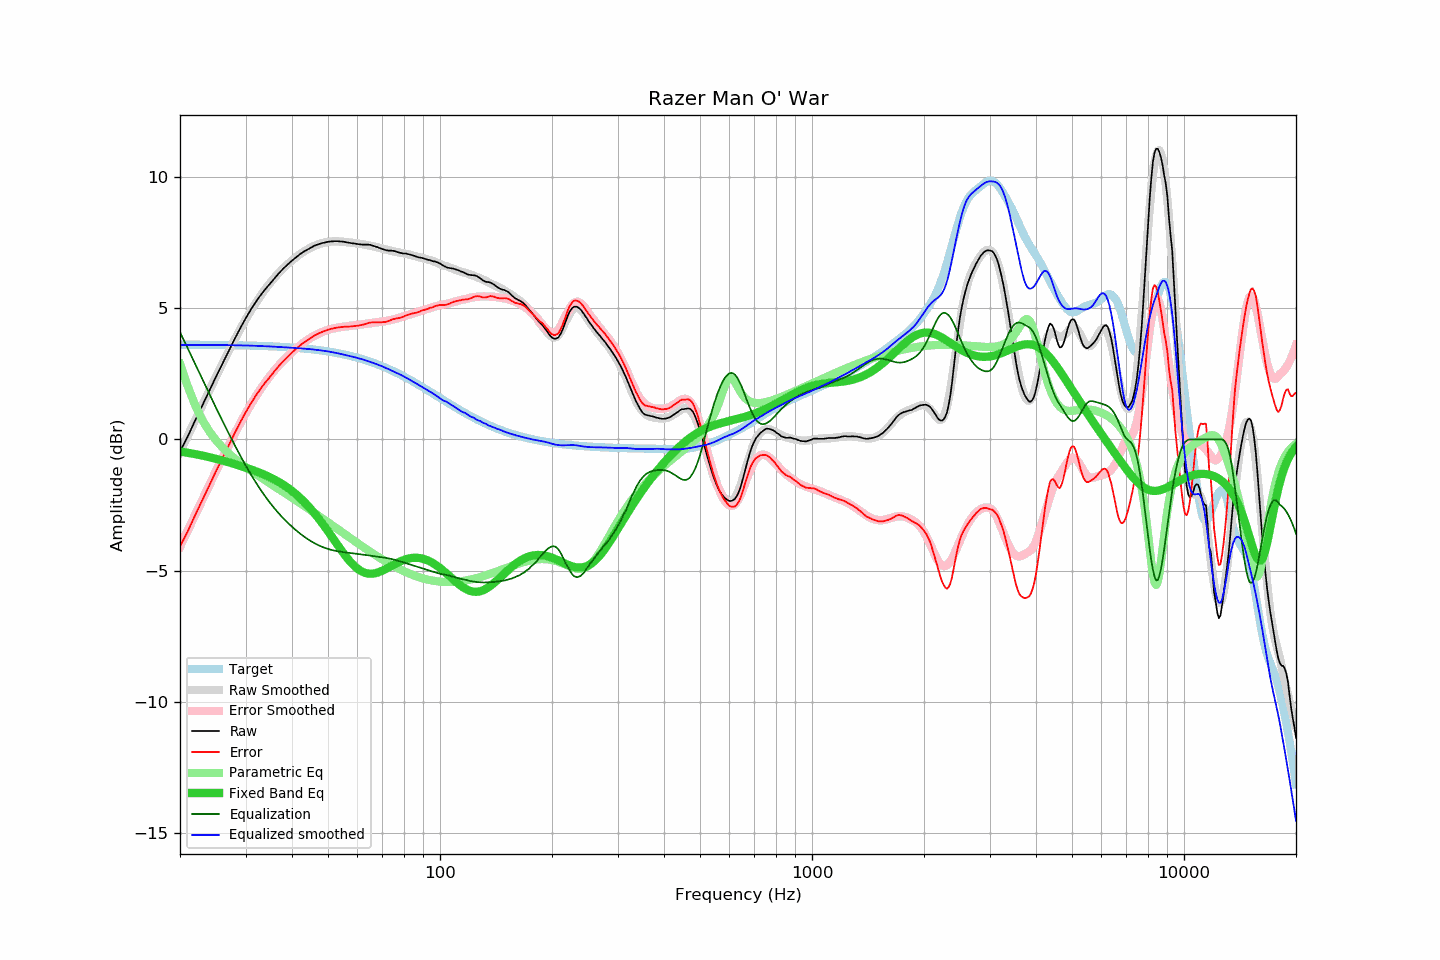 Razer Man O' War
10
5
0
−5
−10
−15
Amplitude (dBr)
Target
Raw Smoothed
Error Smoothed
Raw
Error
Parametric Eq
Fixed Band Eq
Equalization
Equalized smoothed
100
1000
10000
Frequency (Hz)